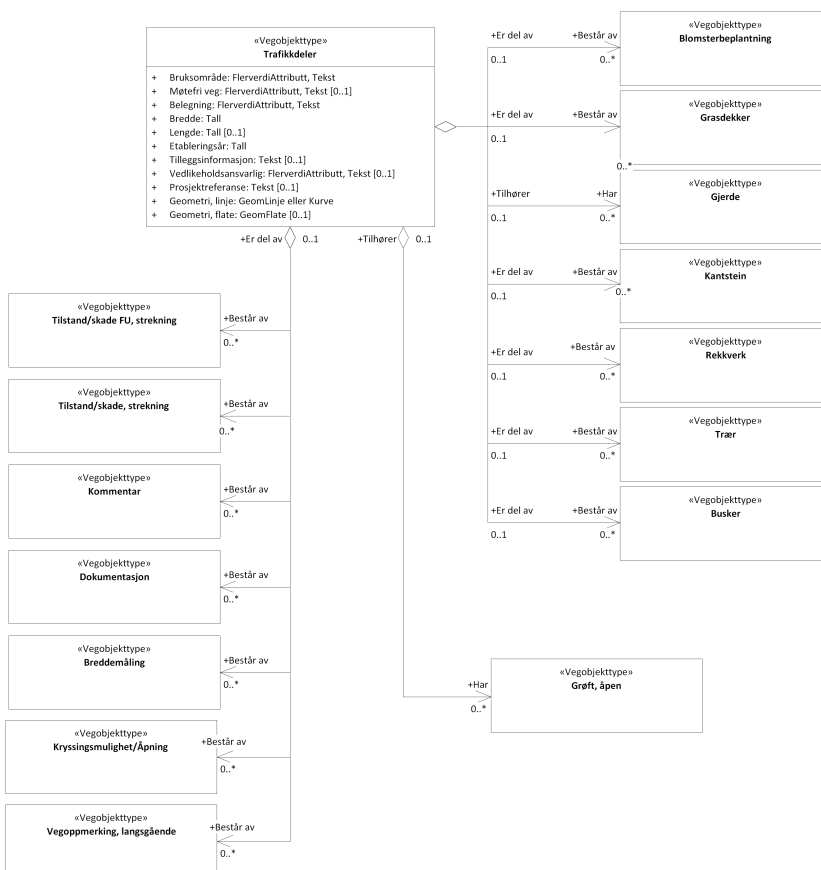 «Vegobjekttype»
Trafikkdeler
+ Bruksområde: FlerverdiAttributt, Tekst
+ Møtefri veg: FlerverdiAttributt, Tekst [0..1]
+ Belegning: FlerverdiAttributt, Tekst
+ Bredde: Tall
+ Lengde: Tall [0..1]
+ Etableringsår: Tall
+ Tilleggsinformasjon: Tekst [0..1]
+ Vedlikeholdsansvarlig: FlerverdiAttributt, Tekst [0..1]
+ Prosjektreferanse: Tekst [0..1]
+ Geometri, linje: GeomLinje eller Kurve
+ Geometri, flate: GeomFlate [0..1]
+Er del av 0..1
+Tilhører 0..1
+Er del av +Består av
0..1 0..*
«Vegobjekttype»
Blomsterbeplantning
+Er del av +Består av
0..1
0..*
«Vegobjekttype»
Grasdekker
+Tilhører +Har
0..1 0..*
«Vegobjekttype»
Gjerde
+Er del av +Består av
0..1 0..*
«Vegobjekttype»
Kantstein
+Er del av +Består av
0..1 0..*
«Vegobjekttype»
Rekkverk
+Er del av +Består av
0..1 0..*
«Vegobjekttype»
Trær
+Er del av +Består av
0..1 0..*
«Vegobjekttype»
Busker
«Vegobjekttype»
Tilstand/skade FU, strekning
+Består av
0..*
«Vegobjekttype»
Tilstand/skade, strekning
+Består av
0..*
«Vegobjekttype»
Kommentar
+Består av
0..*
«Vegobjekttype»
Dokumentasjon
+Består av
0..*
«Vegobjekttype»
Breddemåling
+Består av
0..*
«Vegobjekttype»
Kryssingsmulighet/Åpning
+Består av
0..*
«Vegobjekttype»
Vegoppmerking, langsgående
+Består av
0..*
+Har
0..*
«Vegobjekttype»
Grøft, åpen